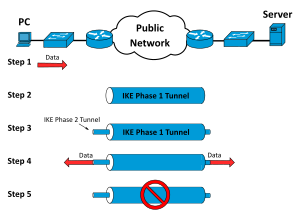 PC
Public
Network
Server
Step 1
Data
Step 2
IKE Phase 1 Tunnel
IKE Phase 2 Tunnel
Step 3
IKE Phase 1 Tunnel
Step 4
Data
Data
Step 5